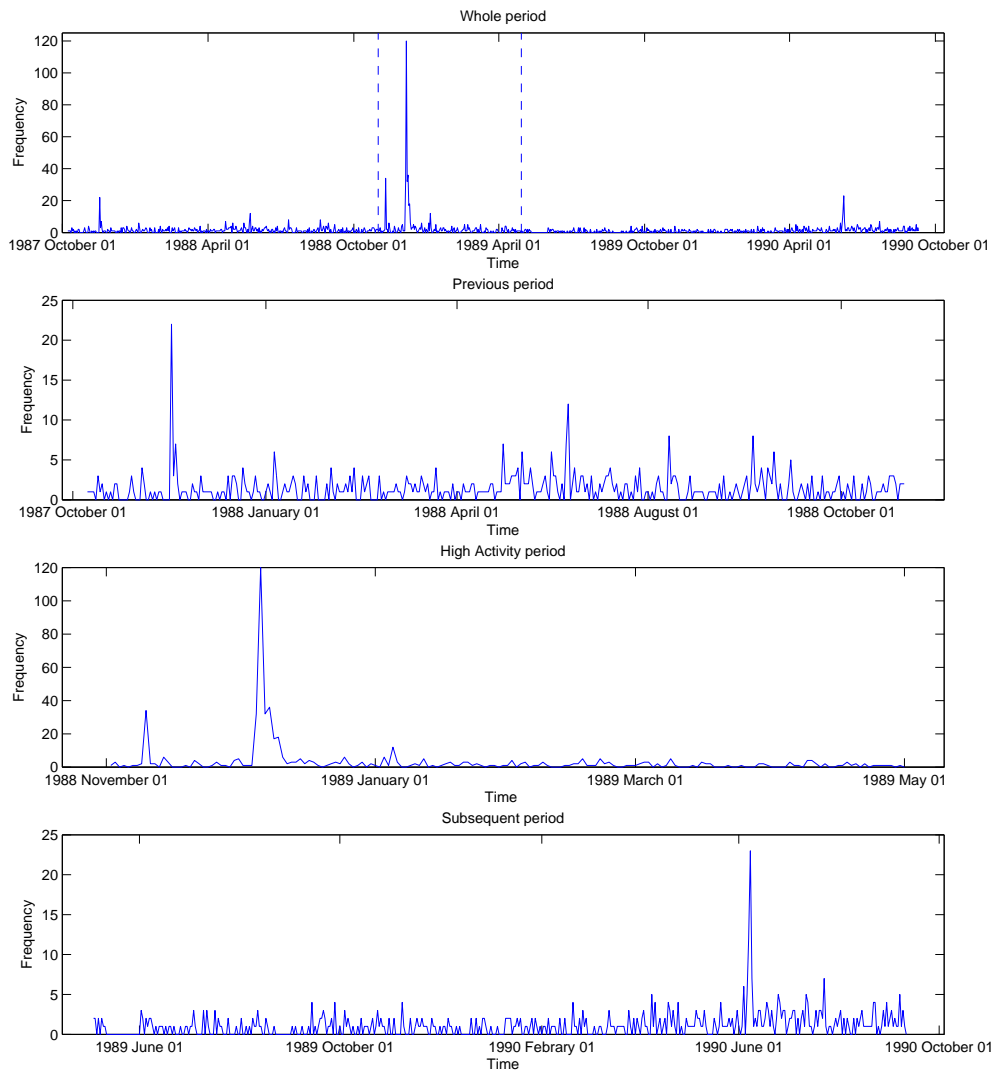 Whole period
120
100
80
60
40
20
0
Frequency
1987 October 01 1988 April 01 1988 October 01 1989 April 01 1989 October 01 1990 April 01 1990 October 01
Time
Previous period
25
20
15
10
5
0
Frequency
1987 October 01 1988 January 01 1988 April 01 1988 August 01 1988 October 01
Time
High Activity period
120
100
80
60
40
20
0
Frequency
1988 November 01 1989 January 01 1989 March 01 1989 May 01
Time
Subsequent period
25
20
15
10
5
0
Frequency
1989 June 01 1989 October 01 1990 February 01 1990 June 01 1990 October 01
Time